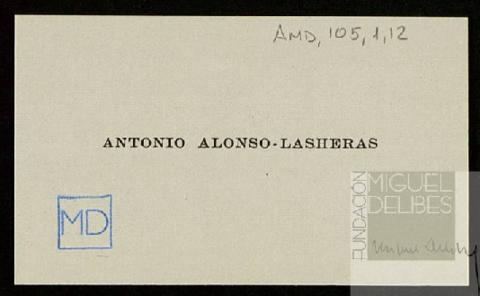 AMD, 105, 1, 12
ANTONIO ALONSO-LASHERAS
MD
FUNDACIÓN
MIGUEL
DELIBES